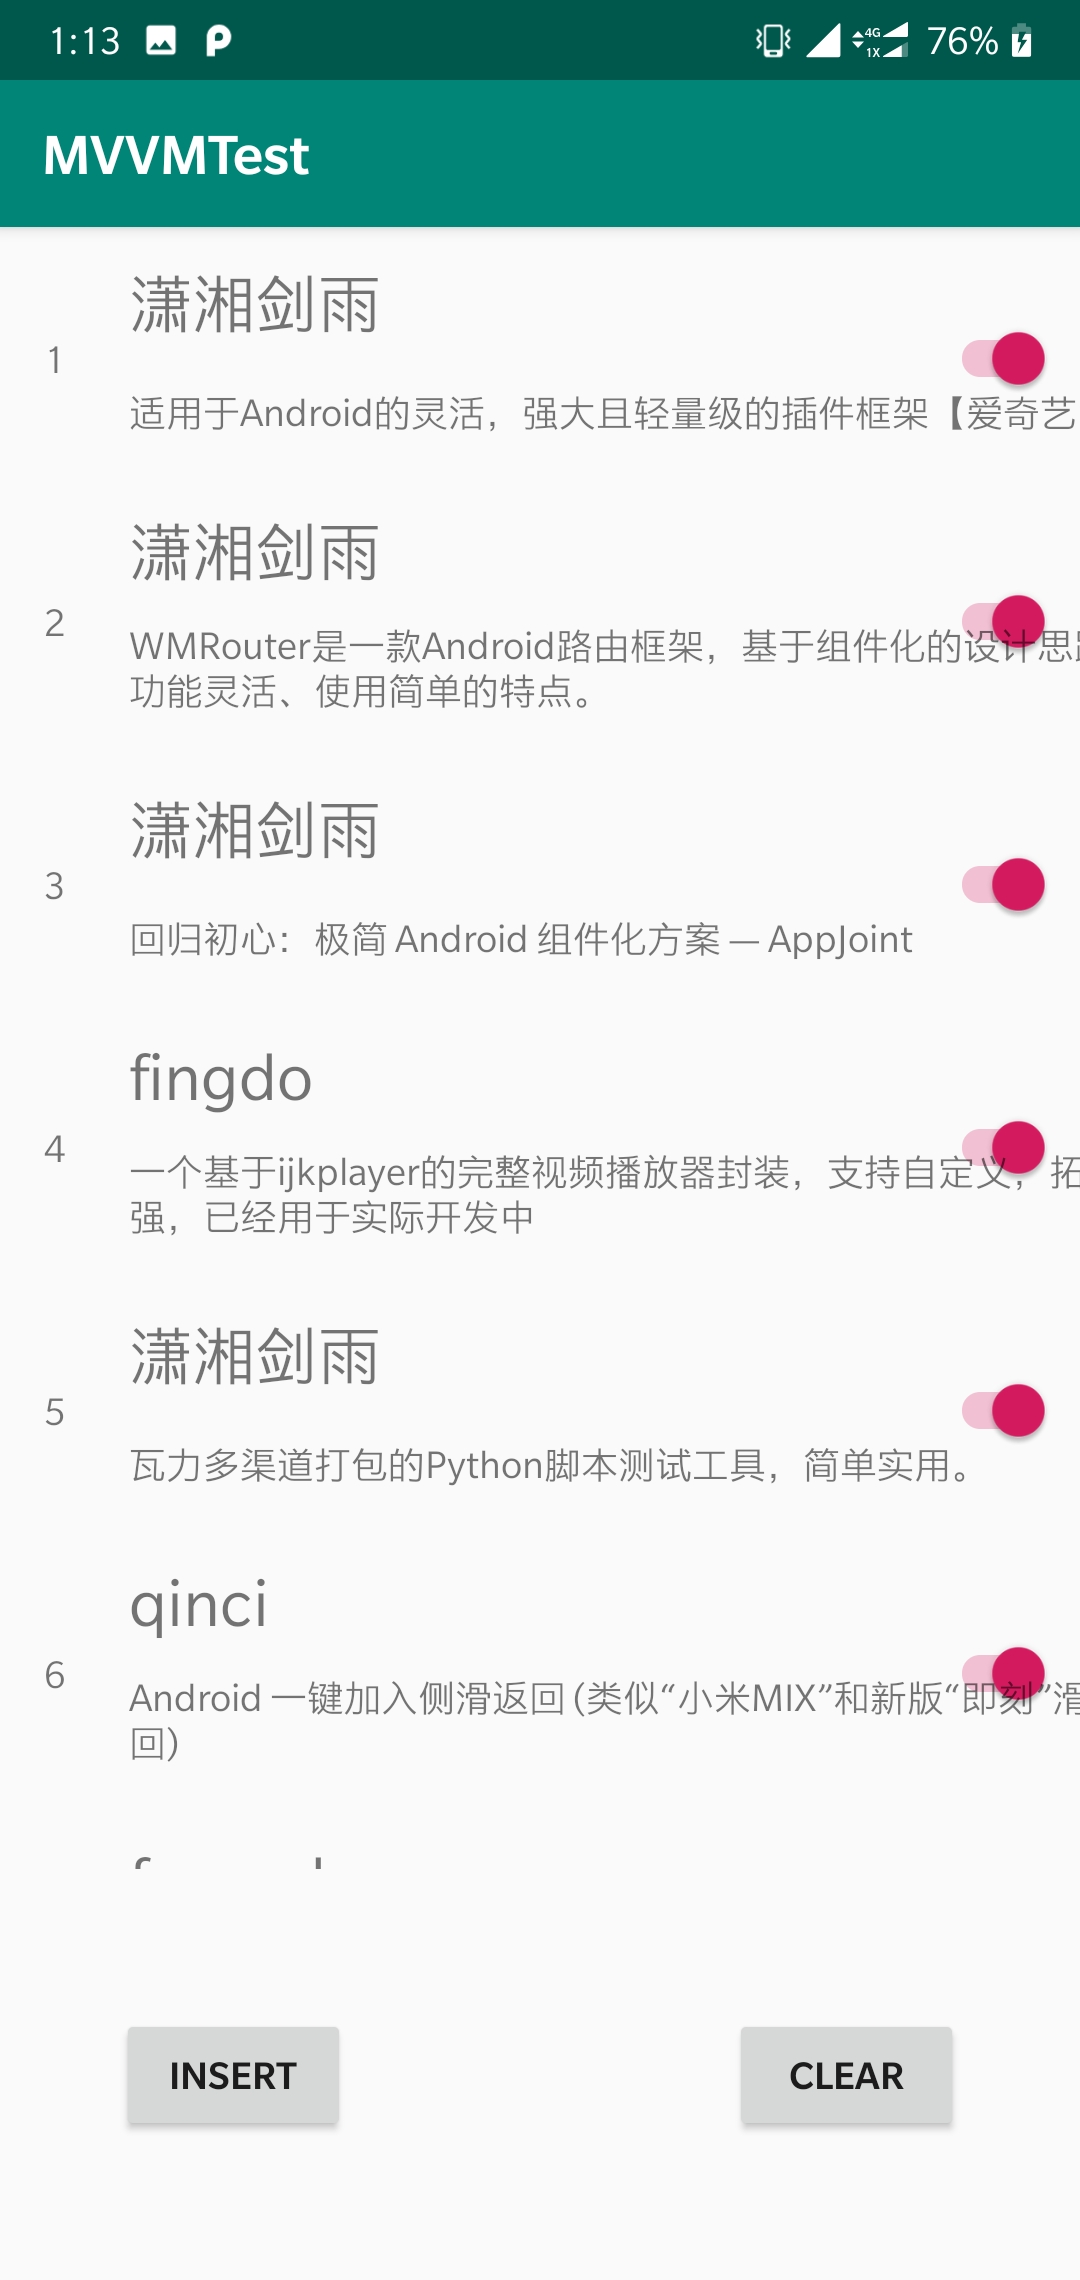 1:13
4G
1X
76%
MVVMTest
潇湘剑雨
1
适用于Android的灵活，强大且轻量级的插件框架【爱奇艺
潇湘剑雨
2
WMRouter是一款Android路由框架，基于组件化的设计思路
功能灵活、使用简单的特点。
潇湘剑雨
3
回归初心：极简 Android 组件化方案 — AppJoint
fingdo
4
一个基于ijkplayer的完整视频播放器封装，支持自定义，拓
强，已经用于实际开发中
潇湘剑雨
5
瓦力多渠道打包的Python脚本测试工具，简单实用。
qinci
6
Android 一键加入侧滑返回 (类似“小米MIX”和新版“即刻”滑
回)
INSERT
CLEAR